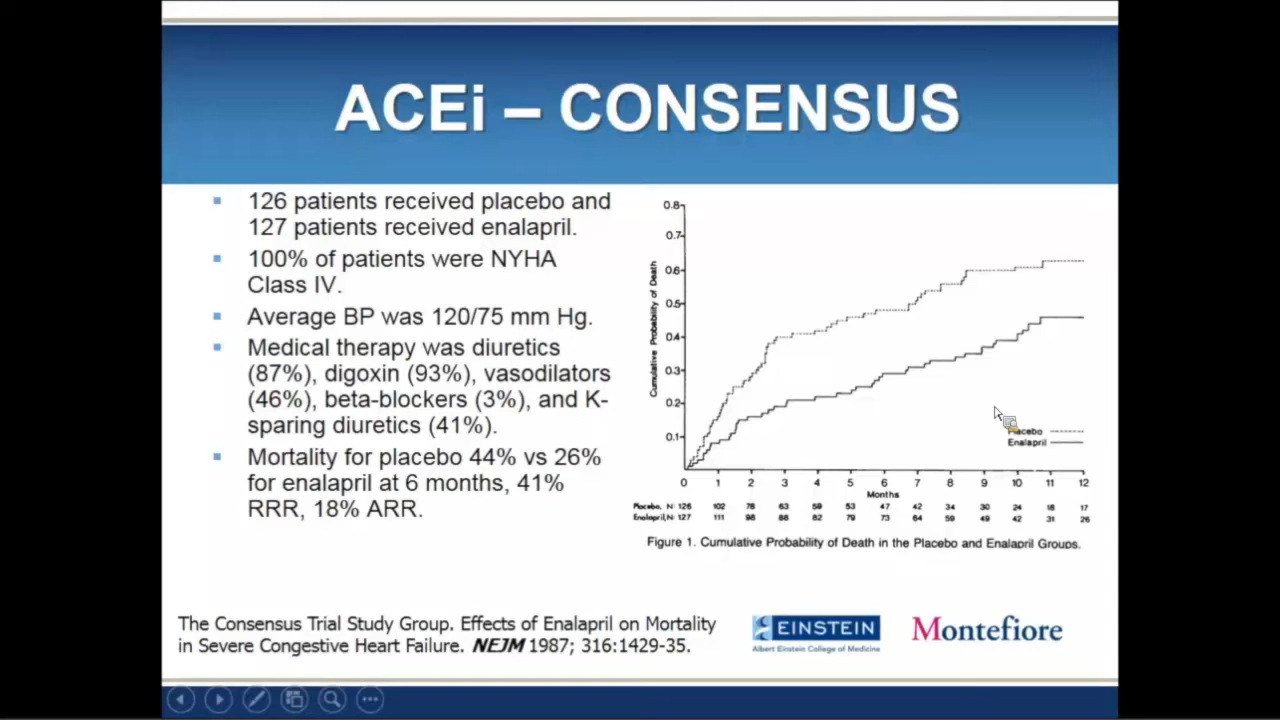 ACEi – CONSENSUS
126 patients received placebo and
127 patients received enalapril.
100% of patients were NYHA
Class IV.
Average BP was 120/75 mm Hg.
Medical therapy was diuretics
(87%), digoxin (93%), vasodilators
(46%), beta-blockers (3%), and K-
sparing diuretics (41%).
Mortality for placebo 44% vs 26%
for enalapril at 6 months, 41%
RRR, 18% ARR.
Cumulative Probability of Death
0.8
0.7
0.6
0.5
0.4
0.3
0.2
0.1
Placebo
Enalapril
0 1 2 3 4 5 6 7 8 9 10 11 12
Months
Placebo, N: 126 102 78 63 59 53 47 42 34 30 24 18 17
Enalapril, N: 127 111 98 88 82 79 73 64 59 49 42 31 26
Figure 1. Cumulative Probability of Death in the Placebo and Enalapril Groups.
The Consensus Trial Study Group. Effects of Enalapril on Mortality
in Severe Congestive Heart Failure. NEJM 1987; 316:1429-35.
EINSTEIN
Albert Einstein College of Medicine
Montefiore